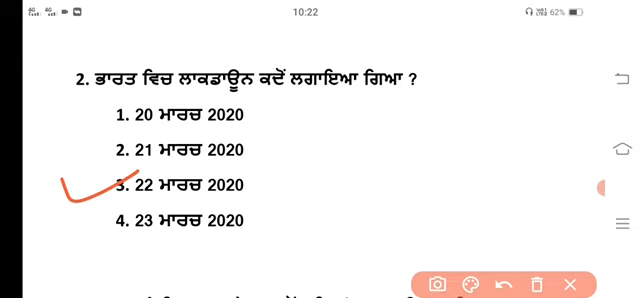 10:22
62%
2. ਭਾਰਤ ਵਿਚ ਲਾਕਡਾਊਨ ਕਦੋਂ ਲਗਾਇਆ ਗਿਆ ?
1. 20 ਮਾਰਚ 2020
2. 21 ਮਾਰਚ 2020
3. 22 ਮਾਰਚ 2020
4. 23 ਮਾਰਚ 2020